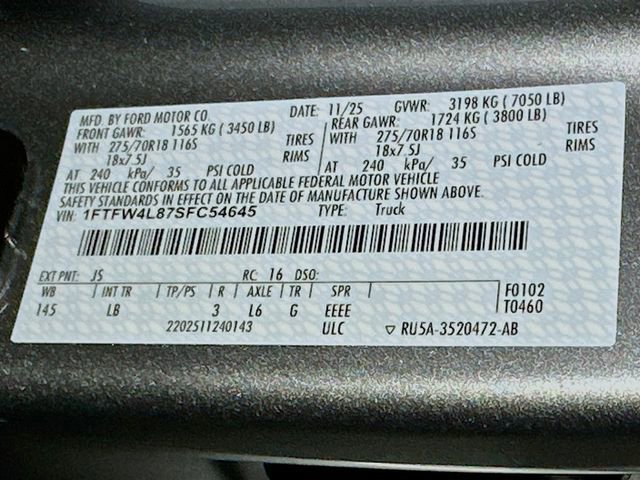 MFD. BY FORD MOTOR CO. DATE: 11/25 GVWR: 3198 KG ( 7050 LB)
FRONT GAWR: 1565 KG ( 3450 LB) REAR GAWR: 1724 KG ( 3800 LB)
WITH 275/70R18 116S TIRES WITH 275/70R18 116S TIRES
18x7.5J RIMS 18x7.5J RIMS
AT 240 kPa/ 35 PSI COLD AT 240 kPa/ 35 PSI COLD
THIS VEHICLE CONFORMS TO ALL APPLICABLE FEDERAL MOTOR VEHICLE
SAFETY STANDARDS IN EFFECT ON THE DATE OF MANUFACTURE SHOWN ABOVE.
VIN: 1FTFW4L87SFC54645 TYPE: Truck
EXT PNT: JS RC: 16 DSO:
WB INT TR TP/PS R AXLE TR SPR F0102
145 LB 3 L6 G EEEE T0460
2202511240143 ULC RU5A-3520472-AB